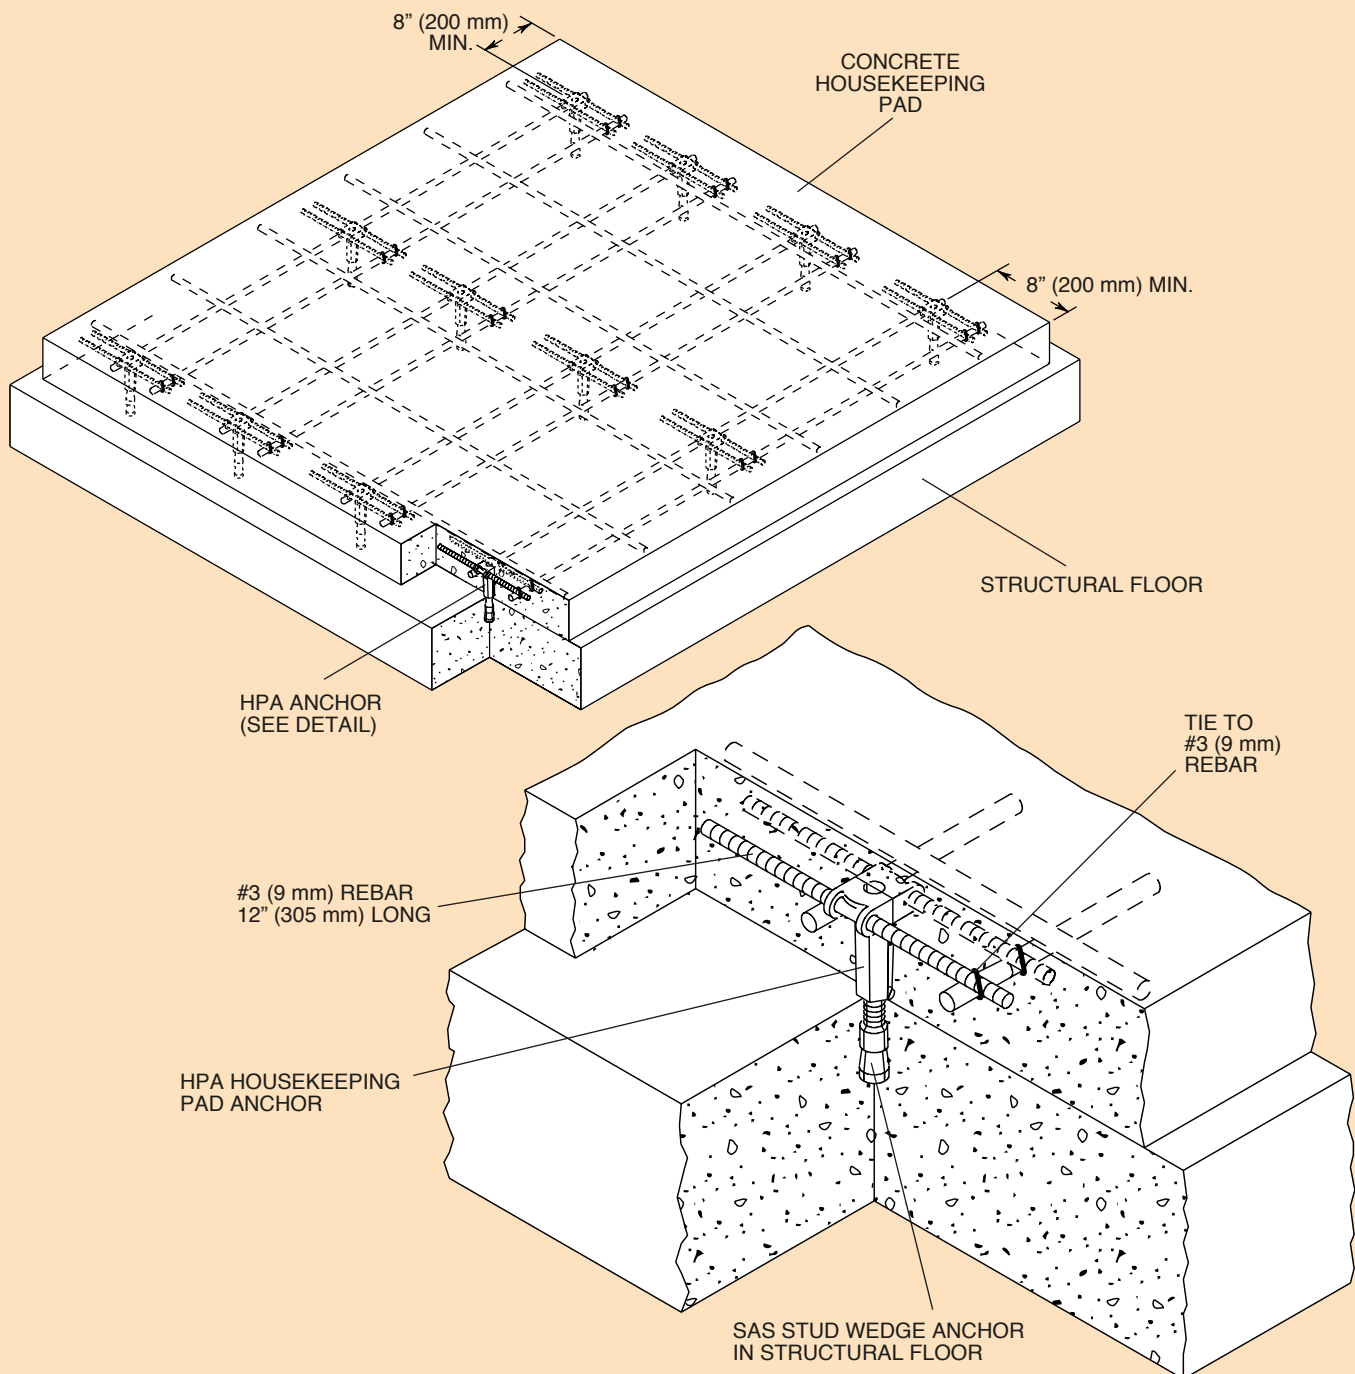 8” (200 mm)
MIN.
CONCRETE
HOUSEKEEPING
PAD
8” (200 mm) MIN.
STRUCTURAL FLOOR
HPA ANCHOR
(SEE DETAIL)
TIE TO
#3 (9 mm)
REBAR
#3 (9 mm) REBAR
12” (305 mm) LONG
HPA HOUSEKEEPING
PAD ANCHOR
SAS STUD WEDGE ANCHOR
IN STRUCTURAL FLOOR